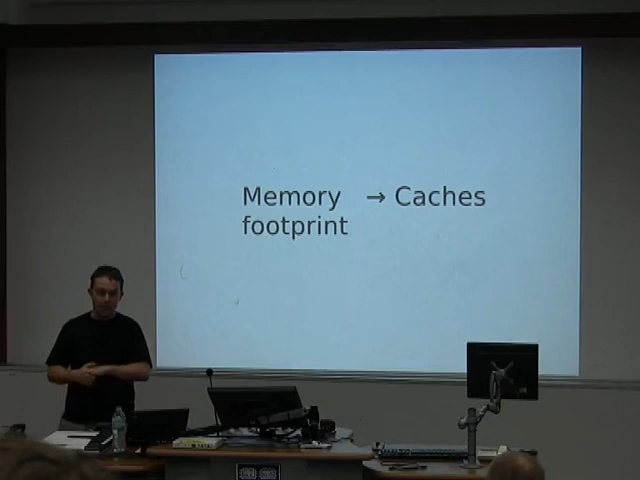 Memory → Caches
footprint